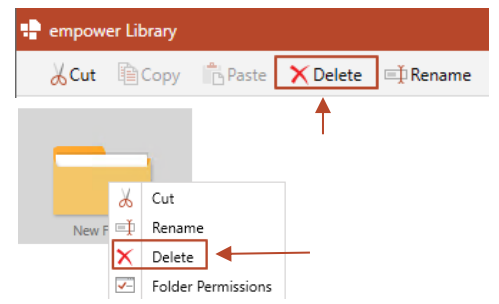 empower Library
Cut Copy Paste Delete Rename
Cut
New F
Rename
Delete
Folder Permissions